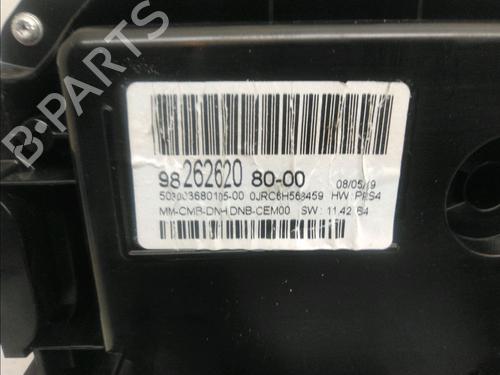 B-PARTS
98 262620 80-00 08/05/19
503003680105-00 0JRC6H568459 HW: PRS4
MM-CMB-DNH DNB-CEM00 SW: 11.42.64